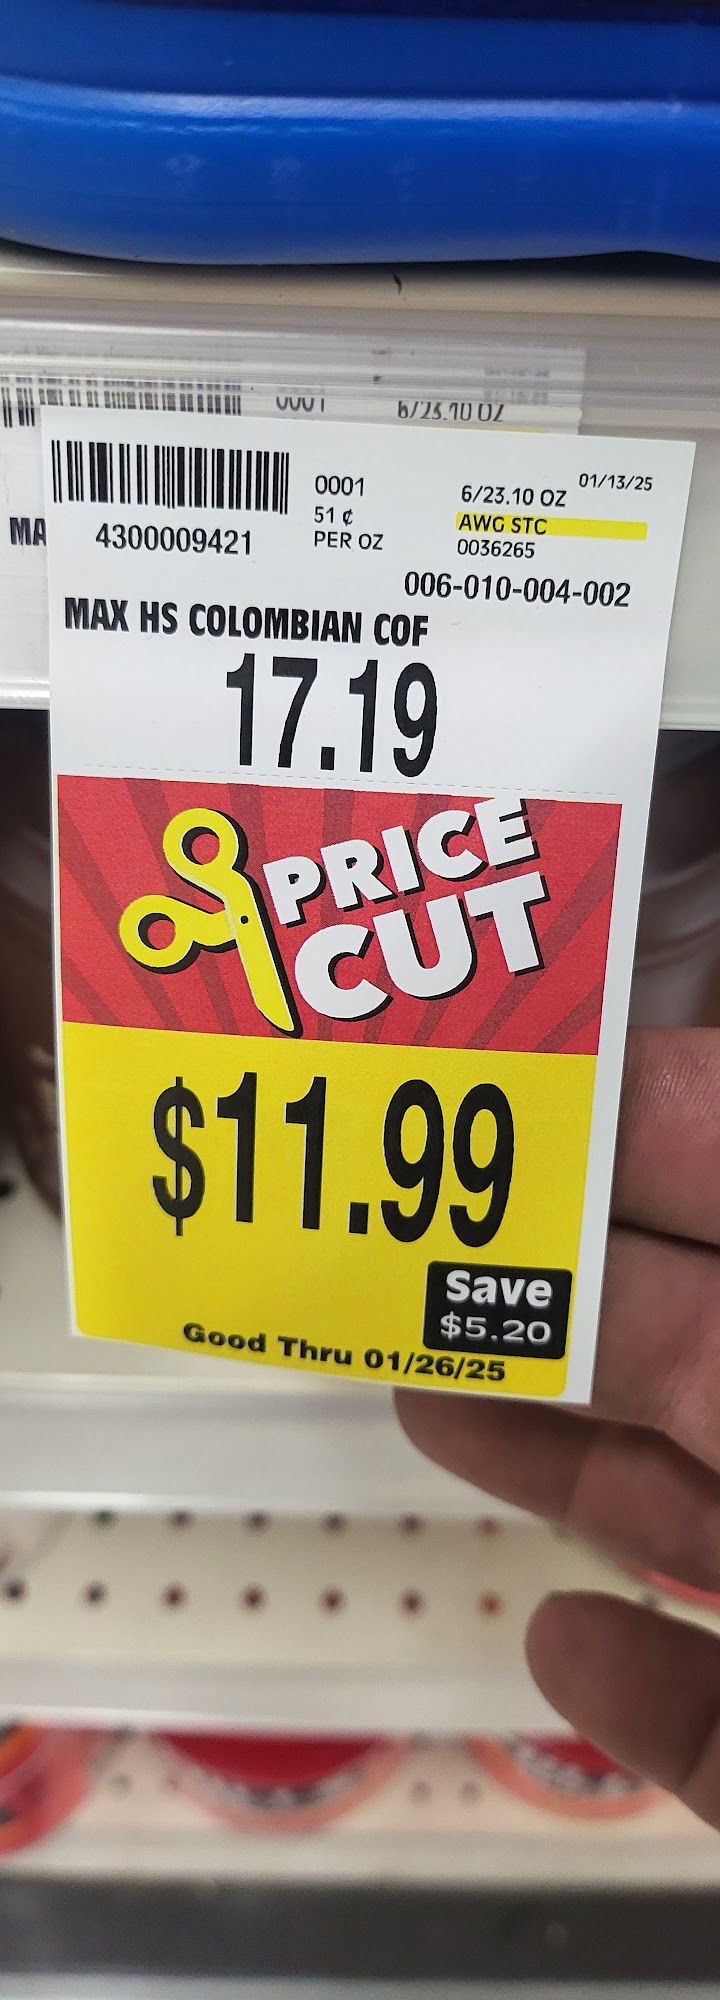 0001 6/23.10 OZ
0001 6/23.10 OZ 01/13/25
51 ¢ AWG STC
4300009421 PER OZ 0036265
006-010-004-002
MA
MAX HS COLOMBIAN COF
17.19
PRICE
CUT
$11.99
Save
$5.20
Good Thru 01/26/25